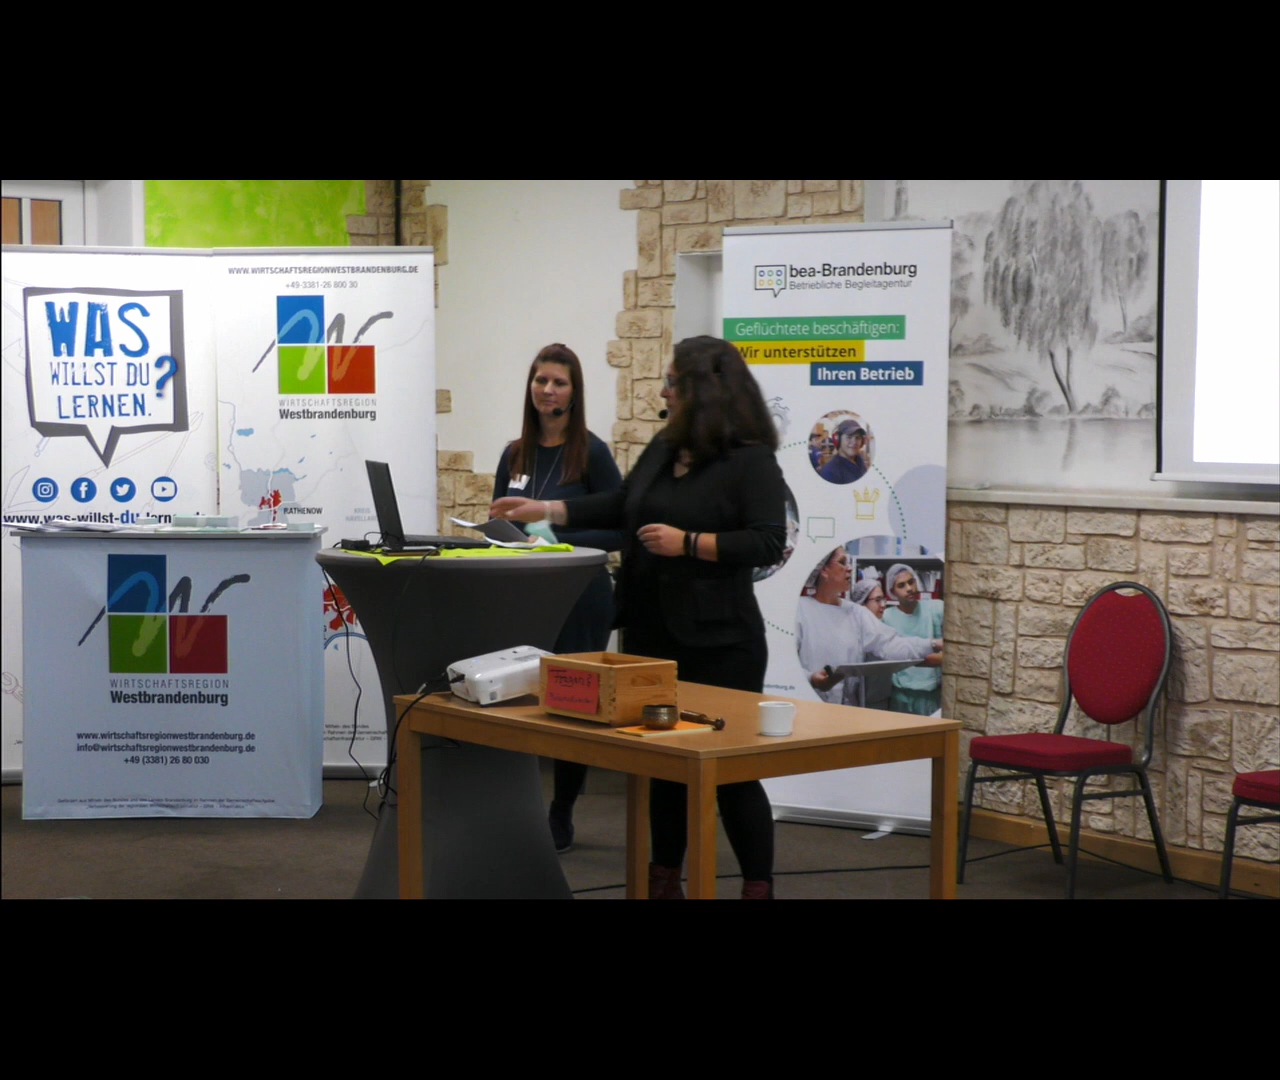 WAS
WILLST DU?
LERNEN.
www.was-willst-du-
WWW.WIRTSCHAFTSREGIONWESTBRANDENBURG.DE
+49-3381-26 800 30
WIRTSCHAFTSREGION
Westbrandenburg
RATHENOW
WIRTSCHAFTSREGION
Westbrandenburg
www.wirtschaftsregionwestbrandenburg.de
info@wirtschaftsregionwestbrandenburg.de
+49 (3381) 26 80 030
bea-Brandenburg
Betriebliche Begleitagentur
Geflüchtete beschäftigen:
Wir unterstützen
Ihren Betrieb